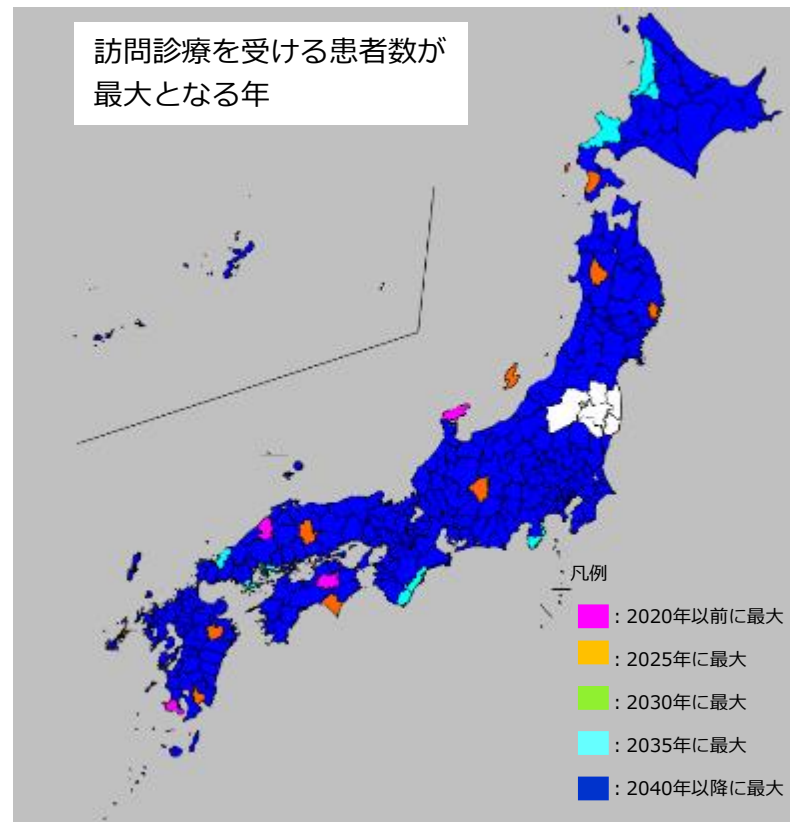 訪問診療を受ける患者数が
最大となる年
凡例
：2020年以前に最大
：2025年に最大
：2030年に最大
：2035年に最大
：2040年以降に最大